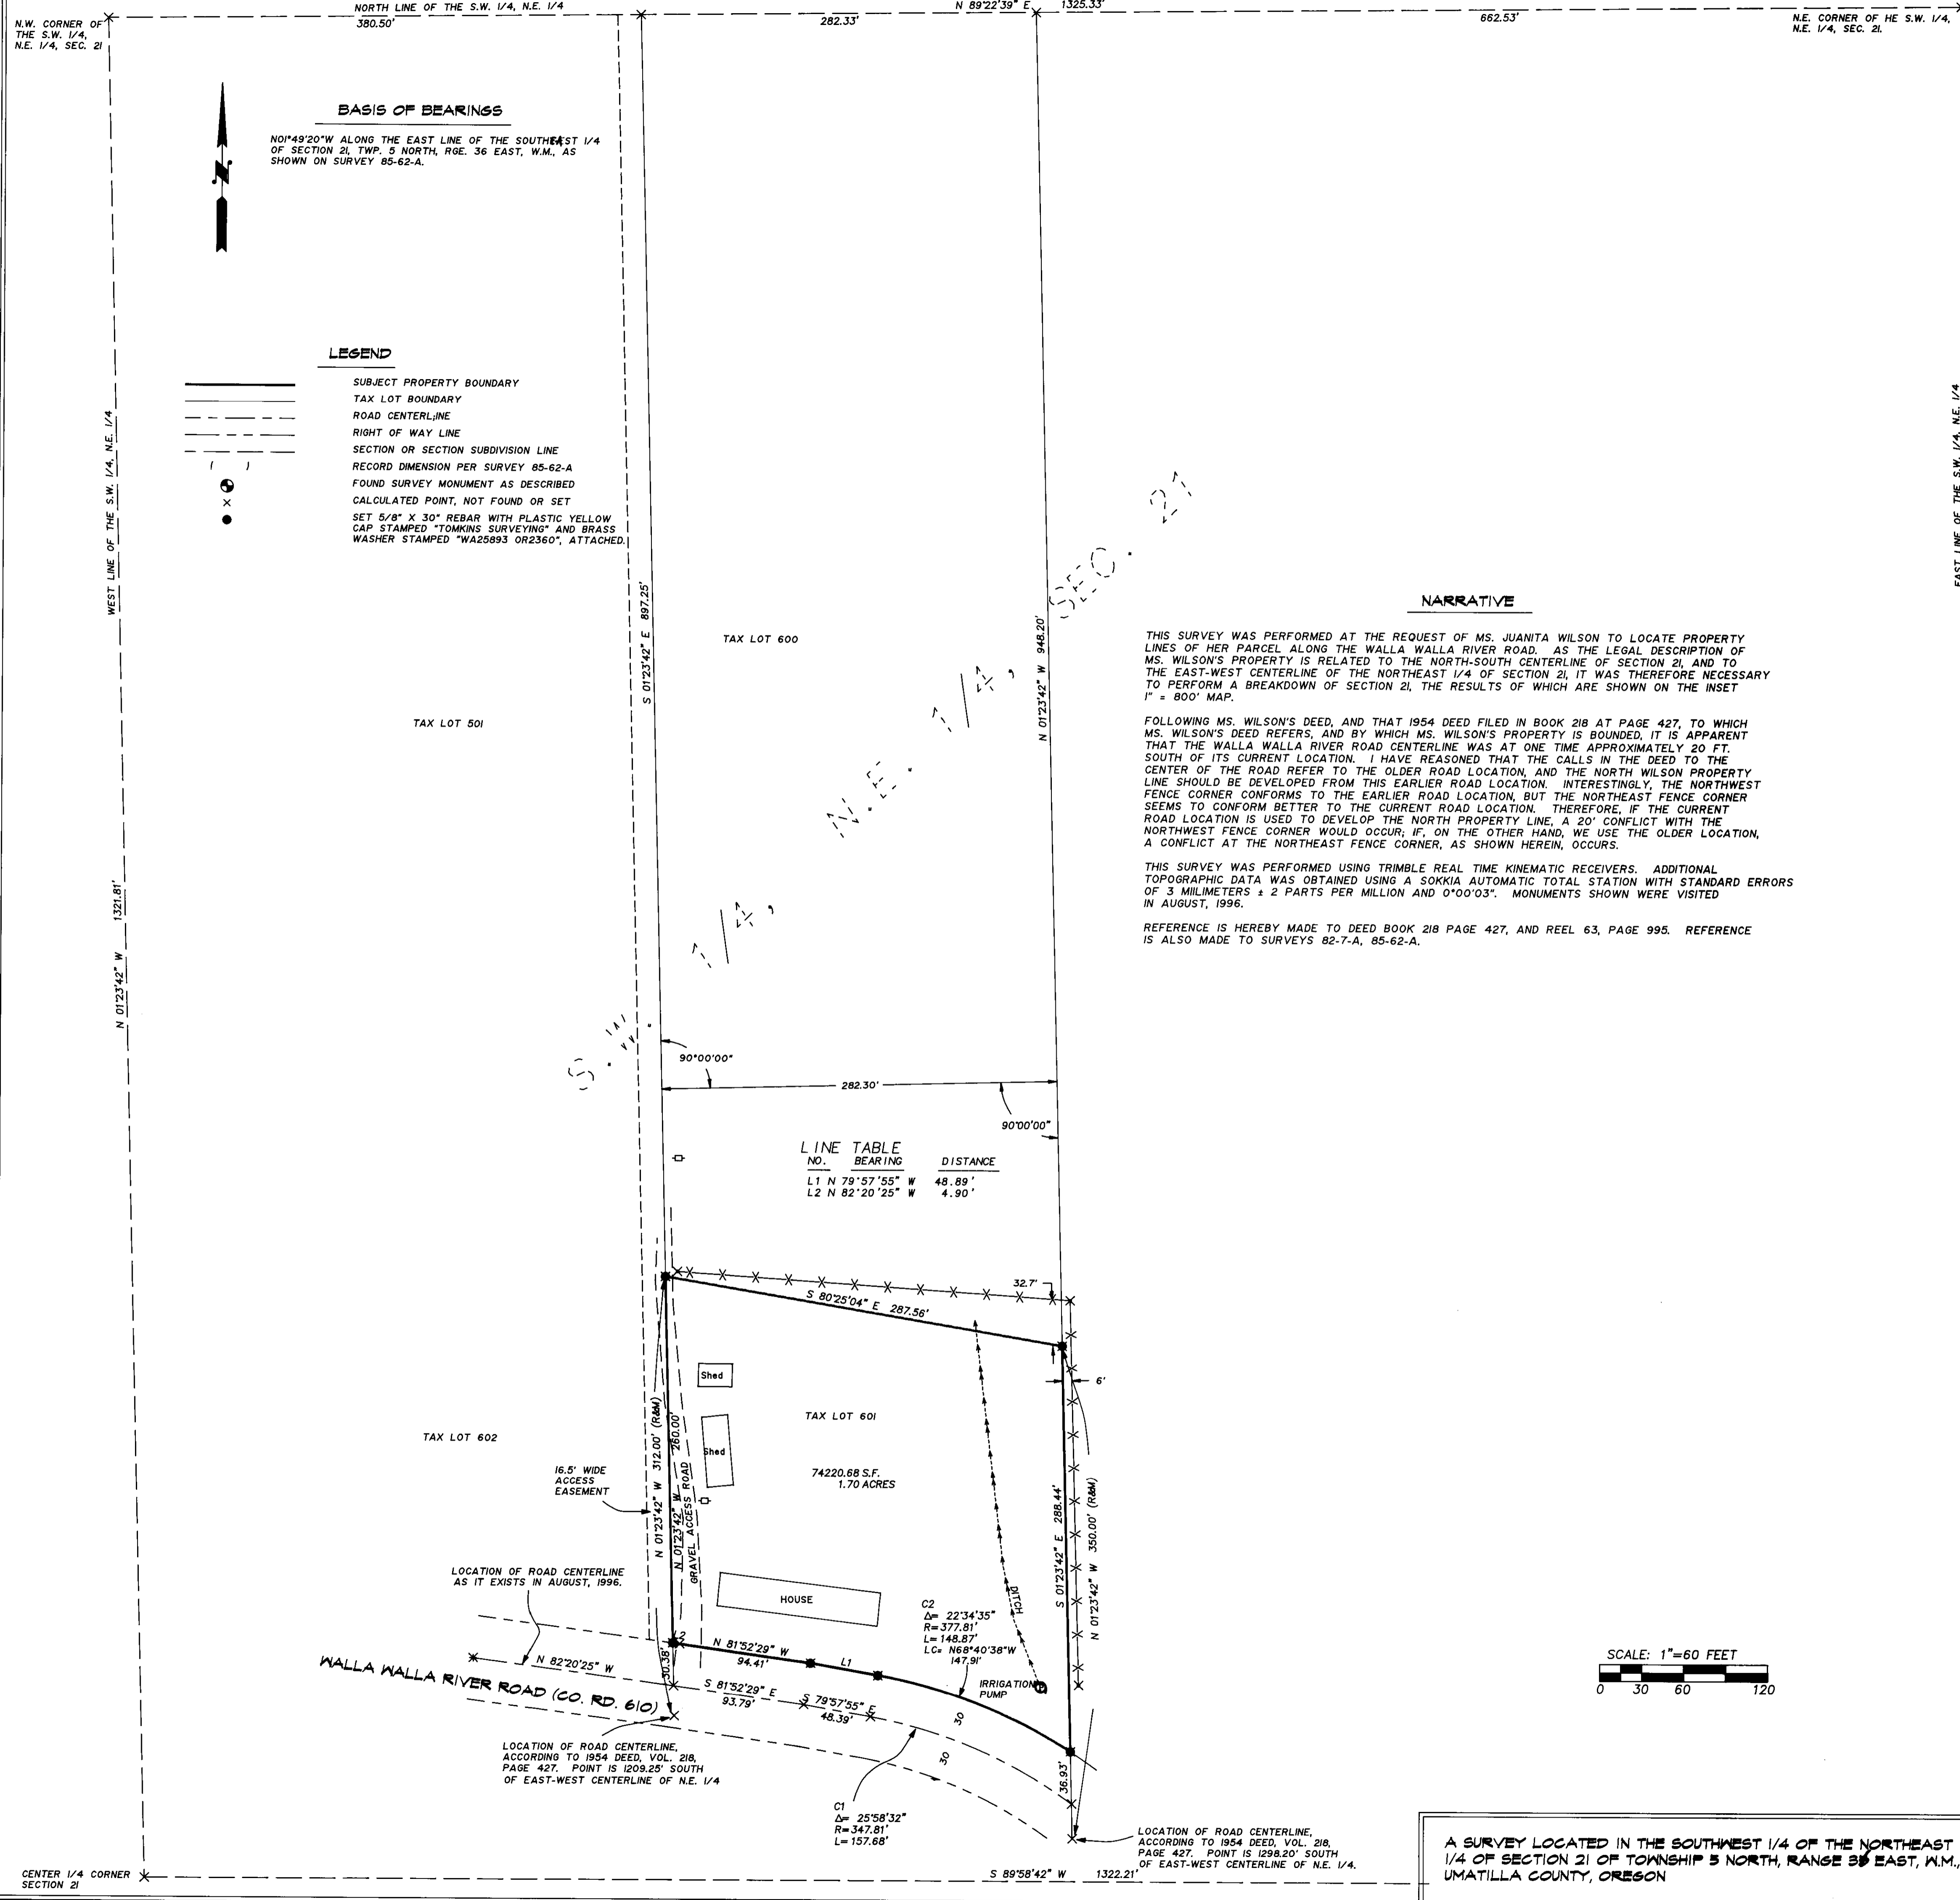 NORTH LINE OF THE S.W. 1/4, N.E. 1/4
N 89°22'39" E 1325.33'
380.50'
282.33'
662.53'
N.W. CORNER OF
THE S.W. 1/4,
N.E. 1/4, SEC. 21
N.E. CORNER OF HE S.W. 1/4,
N.E. 1/4, SEC. 21.
BASIS OF BEARINGS
N01°49'20"W ALONG THE EAST LINE OF THE SOUTHEAST 1/4
OF SECTION 21, TWP. 5 NORTH, RGE. 36 EAST, W.M., AS
SHOWN ON SURVEY 85-62-A.
N
LEGEND
SUBJECT PROPERTY BOUNDARY
TAX LOT BOUNDARY
ROAD CENTERL;INE
RIGHT OF WAY LINE
SECTION OR SECTION SUBDIVISION LINE
( ) RECORD DIMENSION PER SURVEY 85-62-A
FOUND SURVEY MONUMENT AS DESCRIBED
CALCULATED POINT, NOT FOUND OR SET
SET 5/8" X 30" REBAR WITH PLASTIC YELLOW
CAP STAMPED "TOMKINS SURVEYING" AND BRASS
WASHER STAMPED "WA25893 OR2360", ATTACHED.
WEST LINE OF THE S.W. 1/4, N.E. 1/4
N 01°23'42" W 1321.81'
EAST LINE OF THE S.W. 1/4, N.E. 1/4
S 01°23'42" E 897.25'
N 01°23'42" W 948.20'
TAX LOT 600
TAX LOT 501
S.W. 1/4, N.E. 1/4, SEC. 21
NARRATIVE
THIS SURVEY WAS PERFORMED AT THE REQUEST OF MS. JUANITA WILSON TO LOCATE PROPERTY
LINES OF HER PARCEL ALONG THE WALLA WALLA RIVER ROAD. AS THE LEGAL DESCRIPTION OF
MS. WILSON'S PROPERTY IS RELATED TO THE NORTH-SOUTH CENTERLINE OF SECTION 21, AND TO
THE EAST-WEST CENTERLINE OF THE NORTHEAST 1/4 OF SECTION 21, IT WAS THEREFORE NECESSARY
TO PERFORM A BREAKDOWN OF SECTION 21, THE RESULTS OF WHICH ARE SHOWN ON THE INSET
1" = 800' MAP.
FOLLOWING MS. WILSON'S DEED, AND THAT 1954 DEED FILED IN BOOK 218 AT PAGE 427, TO WHICH
MS. WILSON'S DEED REFERS, AND BY WHICH MS. WILSON'S PROPERTY IS BOUNDED, IT IS APPARENT
THAT THE WALLA WALLA RIVER ROAD CENTERLINE WAS AT ONE TIME APPROXIMATELY 20 FT.
SOUTH OF ITS CURRENT LOCATION. I HAVE REASONED THAT THE CALLS IN THE DEED TO THE
CENTER OF THE ROAD REFER TO THE OLDER ROAD LOCATION, AND THE NORTH WILSON PROPERTY
LINE SHOULD BE DEVELOPED FROM THIS EARLIER ROAD LOCATION. INTERESTINGLY, THE NORTHWEST
FENCE CORNER CONFORMS TO THE EARLIER ROAD LOCATION, BUT THE NORTHEAST FENCE CORNER
SEEMS TO CONFORM BETTER TO THE CURRENT ROAD LOCATION. THEREFORE, IF THE CURRENT
ROAD LOCATION IS USED TO DEVELOP THE NORTH PROPERTY LINE, A 20' CONFLICT WITH THE
NORTHWEST FENCE CORNER WOULD OCCUR; IF, ON THE OTHER HAND, WE USE THE OLDER LOCATION,
A CONFLICT AT THE NORTHEAST FENCE CORNER, AS SHOWN HEREIN, OCCURS.
THIS SURVEY WAS PERFORMED USING TRIMBLE REAL TIME KINEMATIC RECEIVERS. ADDITIONAL
TOPOGRAPHIC DATA WAS OBTAINED USING A SOKKIA AUTOMATIC TOTAL STATION WITH STANDARD ERRORS
OF 3 MIILIMETERS ± 2 PARTS PER MILLION AND 0°00'03". MONUMENTS SHOWN WERE VISITED
IN AUGUST, 1996.
REFERENCE IS HEREBY MADE TO DEED BOOK 218 PAGE 427, AND REEL 63, PAGE 995. REFERENCE
IS ALSO MADE TO SURVEYS 82-7-A, 85-62-A.
90°00'00"
282.30'
90°00'00"
LINE TABLE
NO. BEARING DISTANCE
L1 N 79°57'55" W 48.89'
L2 N 82°20'25" W 4.90'
32.7'
S 80°25'04" E 287.56'
6'
Shed
TAX LOT 601
Shed
74220.68 S.F.
1.70 ACRES
TAX LOT 602
16.5' WIDE
ACCESS
EASEMENT
N 01°23'42" W 312.00' (R&M)
N 01°23'42" W 260.00'
GRAVEL ACCESS ROAD
S 01°23'42" E 288.44'
N 01°23'42" W 350.00' (R&M)
DITCH
LOCATION OF ROAD CENTERLINE
AS IT EXISTS IN AUGUST, 1996.
HOUSE
C2
Δ= 22°34'35"
R=377.81'
L=148.87'
LC= N68°40'38"W
147.91'
L2
N 81°52'29" W
94.41'
L1
IRRIGATION
PUMP
30.38'
N 82°20'25" W
S 81°52'29" E
93.79'
S 79°57'55" E
48.39'
WALLA WALLA RIVER ROAD (CO. RD. 610)
30
30
36.93'
LOCATION OF ROAD CENTERLINE,
ACCORDING TO 1954 DEED, VOL. 218,
PAGE 427. POINT IS 1209.25' SOUTH
OF EAST-WEST CENTERLINE OF N.E. 1/4
C1
Δ= 25°58'32"
R=347.81'
L=157.68'
LOCATION OF ROAD CENTERLINE,
ACCORDING TO 1954 DEED, VOL. 218,
PAGE 427. POINT IS 1298.20' SOUTH
OF EAST-WEST CENTERLINE OF N.E. 1/4.
SCALE: 1"=60 FEET
0 30 60 120
CENTER 1/4 CORNER
SECTION 21
S 89°58'42" W 1322.21'
A SURVEY LOCATED IN THE SOUTHWEST 1/4 OF THE NORTHEAST
1/4 OF SECTION 21 OF TOWNSHIP 5 NORTH, RANGE EAST, W.M.,
UMATILLA COUNTY, OREGON